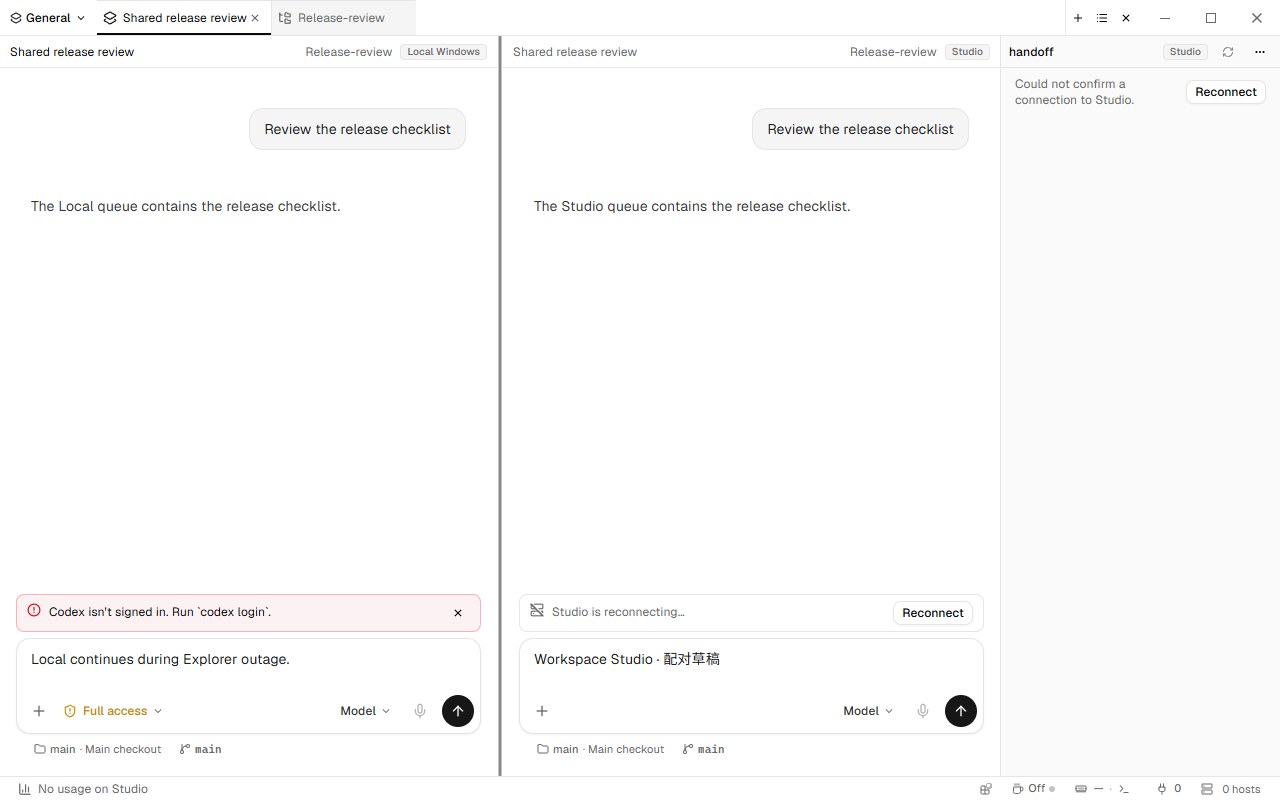 General
Shared release review
Release-review
Shared release review
Release-review
Local Windows
Shared release review
Release-review
Studio
handoff
Studio
Could not confirm a
connection to Studio.
Reconnect
Review the release checklist
The Local queue contains the release checklist.
Review the release checklist
The Studio queue contains the release checklist.
Codex isn't signed in. Run `codex login`.
Local continues during Explorer outage.
Full access
Model
main · Main checkout
main
Studio is reconnecting…
Reconnect
Workspace Studio · 配对草稿
Model
main · Main checkout
main
No usage on Studio
Off
— ·
0
0 hosts